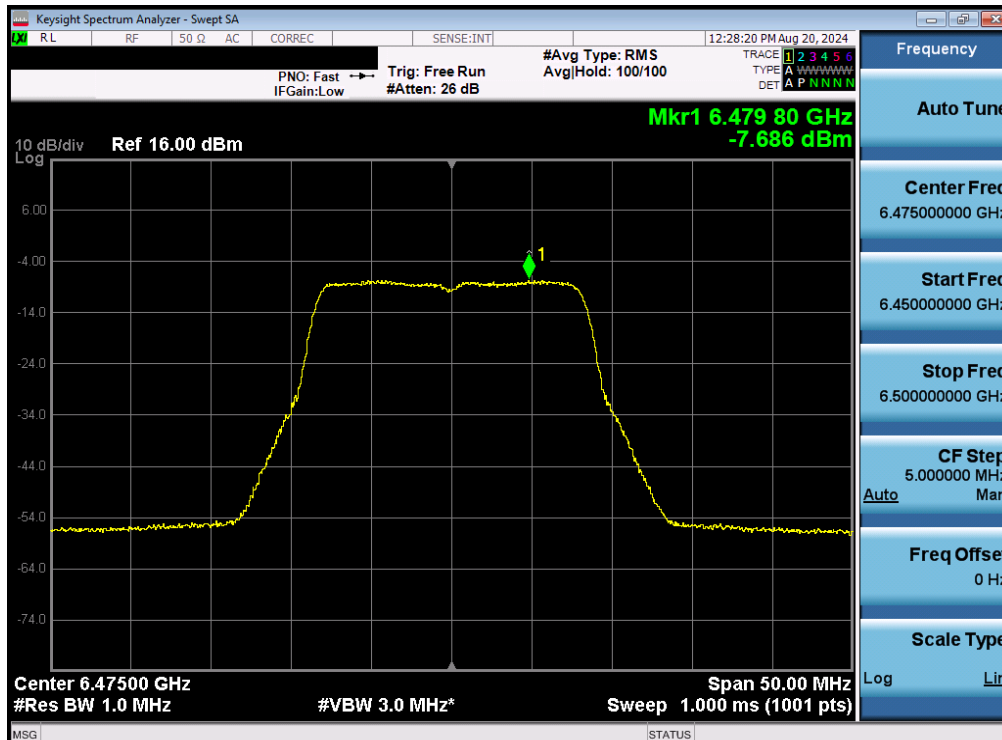 Keysight Spectrum Analyzer - Swept SA
LXI RL RF 50 Ω AC CORREC SENSE:INT 12:28:20 PM Aug 20, 2024
PNO: Fast Trig: Free Run #Avg Type: RMS TRACE 1 2 3 4 5 6
IFGain:Low #Atten: 26 dB Avg|Hold: 100/100 TYPE A WWWWW
DET A P N N N N
Mkr1 6.479 80 GHz
-7.686 dBm
10 dB/div Ref 16.00 dBm
Log
6.00
-4.00
-14.0
-24.0
-34.0
-44.0
-54.0
-64.0
-74.0
1
Center 6.47500 GHz Span 50.00 MHz
#Res BW 1.0 MHz #VBW 3.0 MHz* Sweep 1.000 ms (1001 pts)
MSG STATUS
Frequency
Auto Tune
Center Freq
6.475000000 GHz
Start Freq
6.450000000 GHz
Stop Freq
6.500000000 GHz
CF Step
5.000000 MHz
Auto Man
Freq Offset
0 Hz
Scale Type
Log Lin